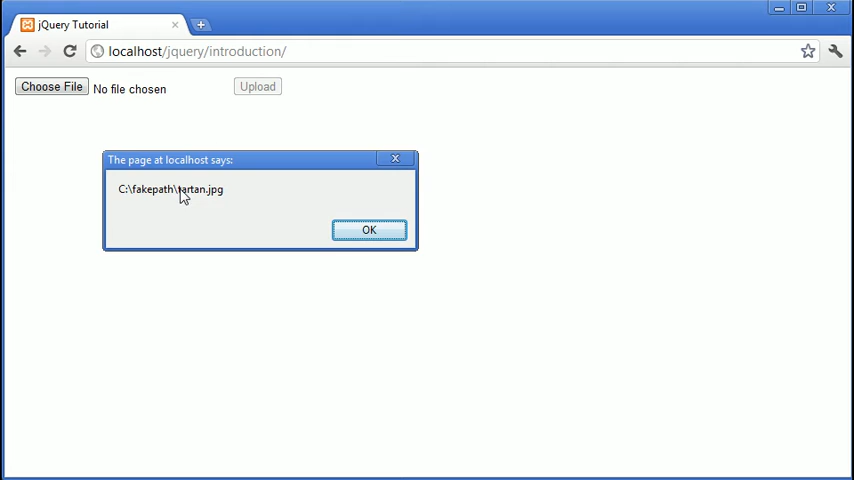 jQuery Tutorial
localhost/jquery/introduction/
Choose File No file chosen Upload
The page at localhost says:
C:\fakepath\tartan.jpg
OK